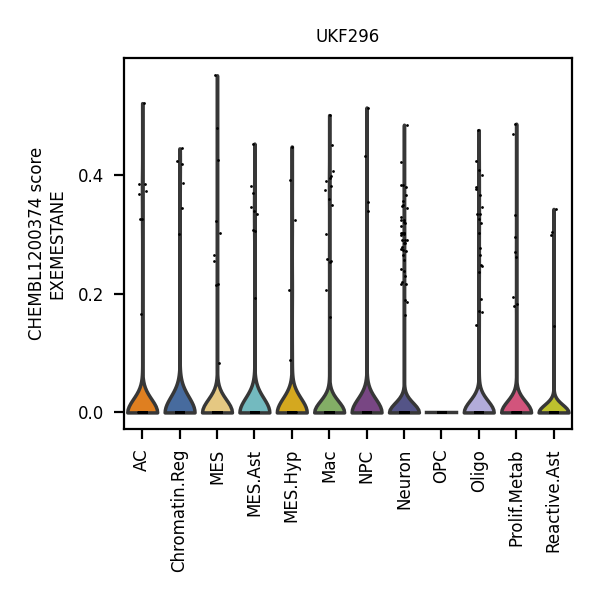 UKF296
CHEMBL1200374 score
EXEMESTANE
0.4
0.2
0.0
AC
Chromatin.Reg
MES
MES.Ast
MES.Hyp
Mac
NPC
Neuron
OPC
Oligo
Prolif.Metab
Reactive.Ast